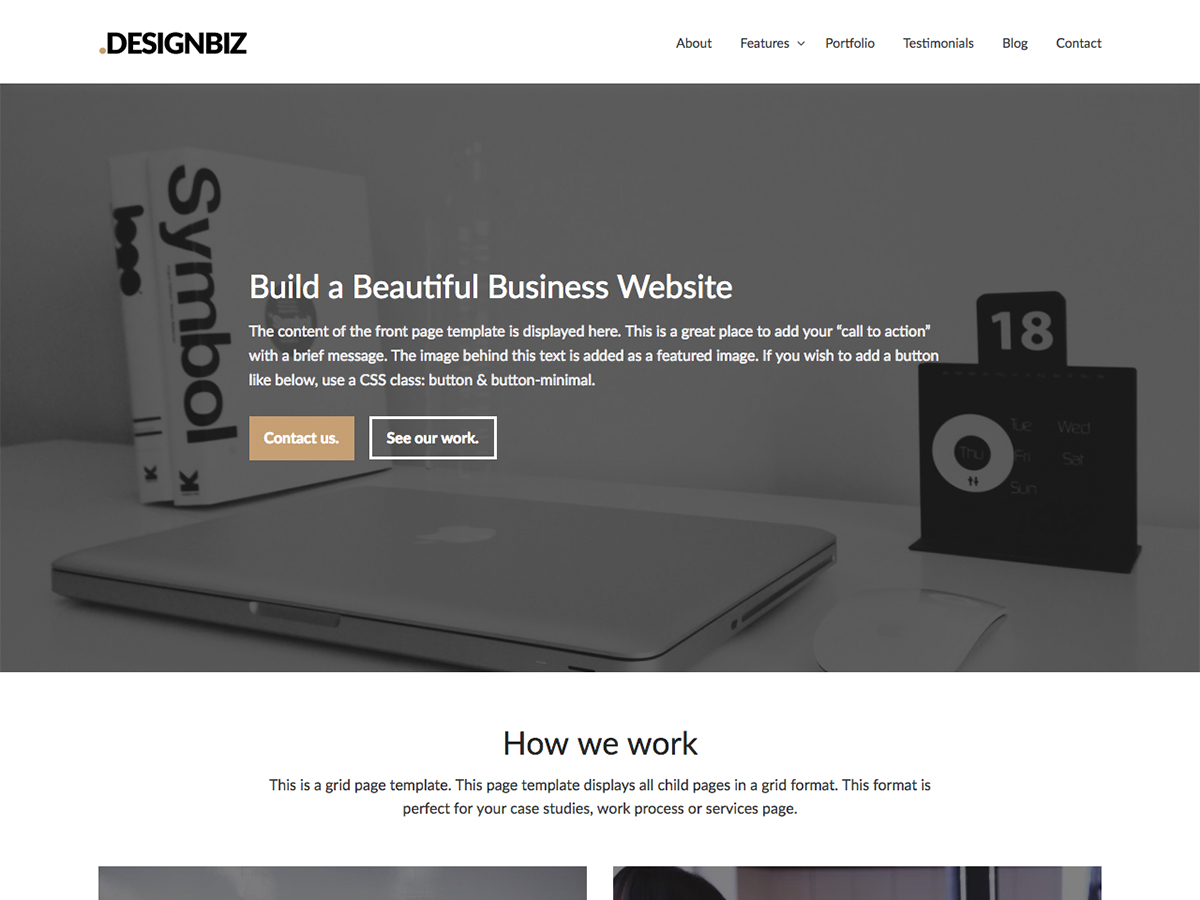 .DESIGNBIZ
About Features Portfolio Testimonials Blog Contact
logo
Symbol
K
K
Build a Beautiful Business Website
The content of the front page template is displayed here. This is a great place to add your “call to action”
with a brief message. The image behind this text is added as a featured image. If you wish to add a button
like below, use a CSS class: button & button-minimal.
Contact us. See our work.
18
Tue Wed
Thu Fri Sat
Sun
How we work
This is a grid page template. This page template displays all child pages in a grid format. This format is
perfect for your case studies, work process or services page.